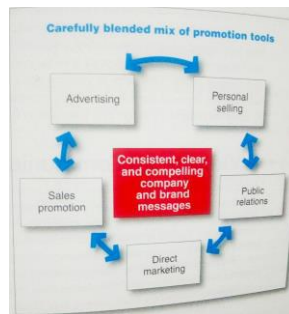 Carefully blended mix of promotion tools
Advertising
Personal
selling
Consistent, clear,
and compelling
company
and brand
messages
Sales
promotion
Public
relations
Direct
marketing